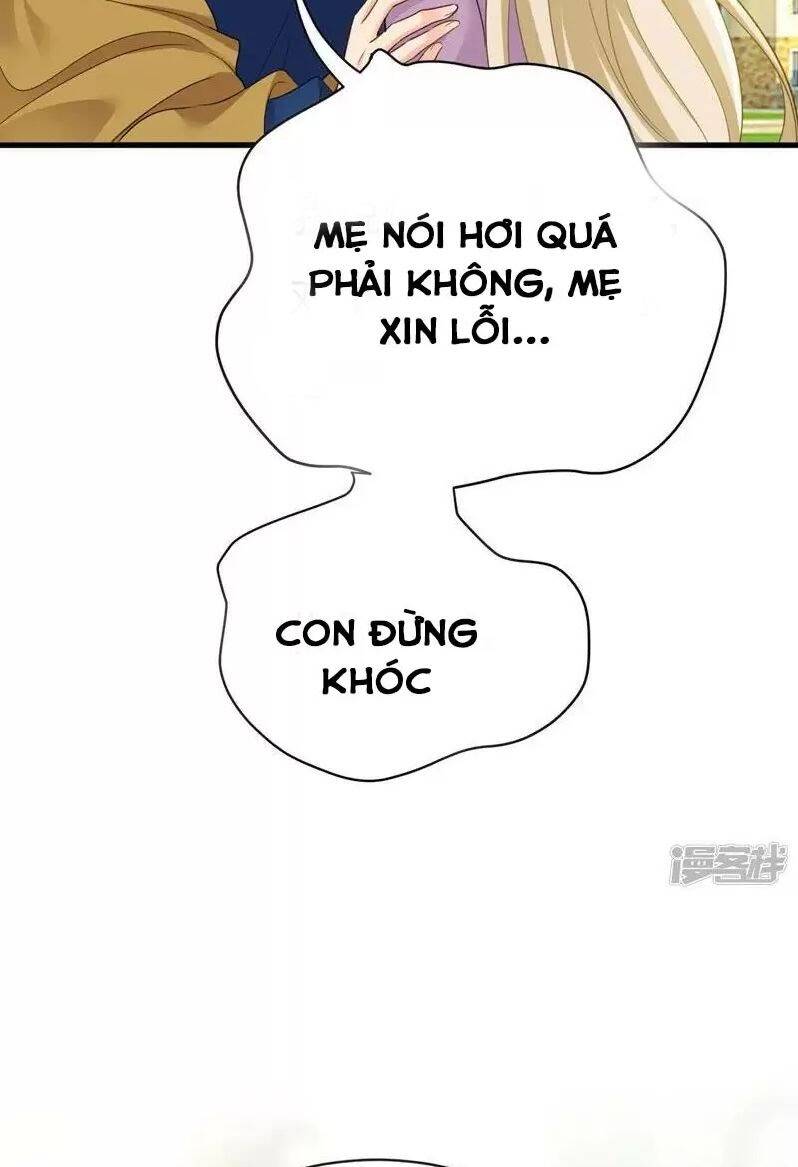 MẸ NÓI HƠI QUÁ
PHẢI KHÔNG, MẸ
XIN LỖI...
CON ĐỪNG
KHÓC
漫客栈